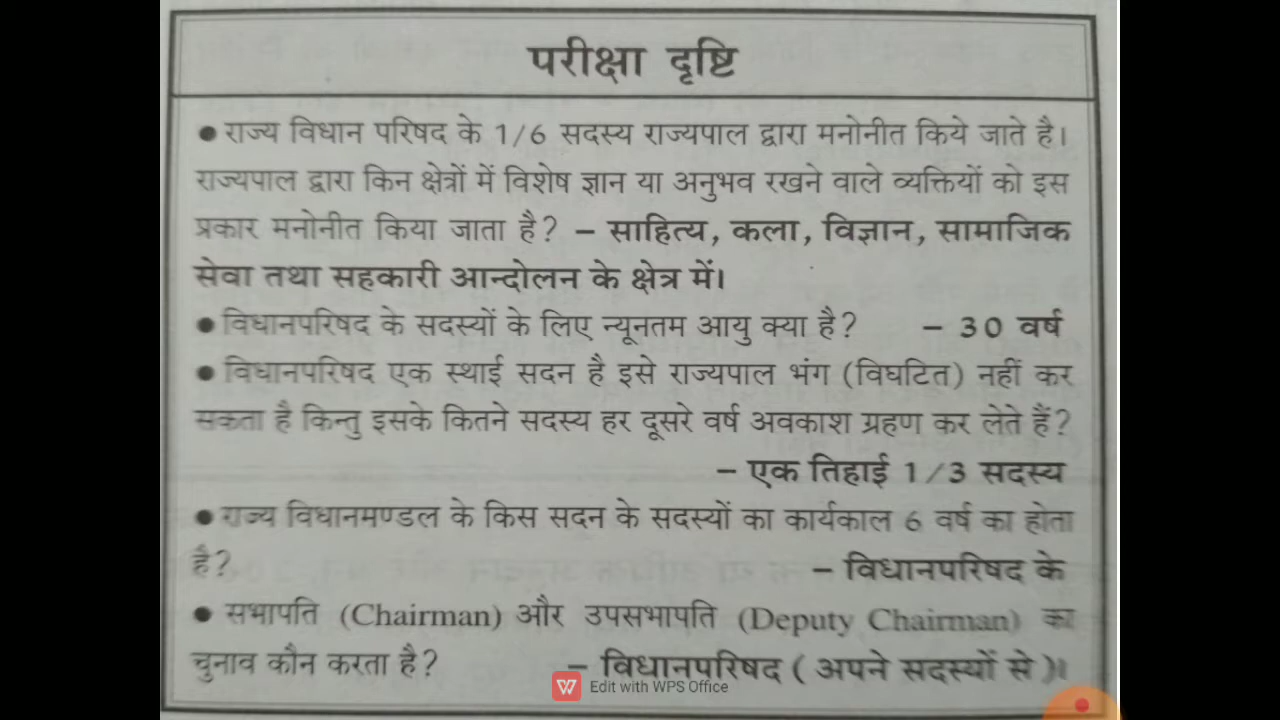 परीक्षा दृष्टि
● राज्य विधान परिषद के 1/6 सदस्य राज्यपाल द्वारा मनोनीत किये जाते है।
राज्यपाल द्वारा किन क्षेत्रों में विशेष ज्ञान या अनुभव रखने वाले व्यक्तियों को इस
प्रकार मनोनीत किया जाता है? – साहित्य, कला, विज्ञान, सामाजिक
सेवा तथा सहकारी आन्दोलन के क्षेत्र में।
● विधानपरिषद के सदस्यों के लिए न्यूनतम आयु क्या है? – 30 वर्ष
● विधानपरिषद एक स्थाई सदन है इसे राज्यपाल भंग (विघटित) नहीं कर
सकता है किन्तु इसके कितने सदस्य हर दूसरे वर्ष अवकाश ग्रहण कर लेते हैं?
– एक तिहाई 1/3 सदस्य
● राज्य विधानमण्डल के किस सदन के सदस्यों का कार्यकाल 6 वर्ष का होता
है? – विधानपरिषद के
● सभापति (Chairman) और उपसभापति (Deputy Chairman) का
चुनाव कौन करता है? – विधानपरिषद ( अपने सदस्यों से )।
Edit with WPS Office